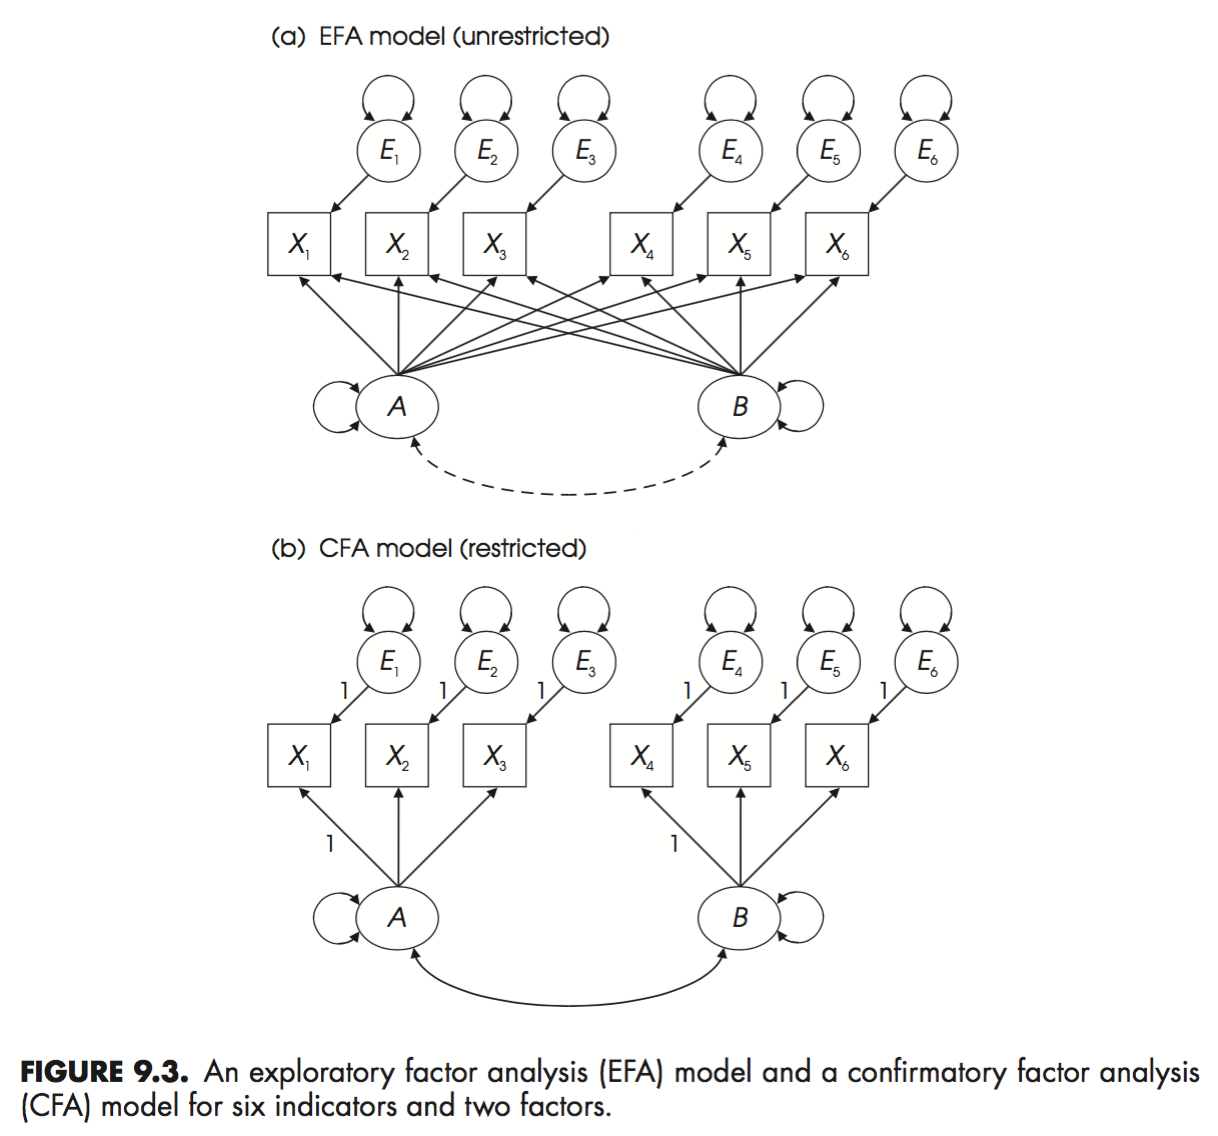 (a) EFA model (unrestricted)
E₁ E₂ E₃ E₄ E₅ E₆
X₁ X₂ X₃ X₄ X₅ X₆
A B
(b) CFA model (restricted)
E₁ E₂ E₃ E₄ E₅ E₆
1 1 1 1 1 1
X₁ X₂ X₃ X₄ X₅ X₆
1 1
A B
FIGURE 9.3. An exploratory factor analysis (EFA) model and a confirmatory factor analysis
(CFA) model for six indicators and two factors.